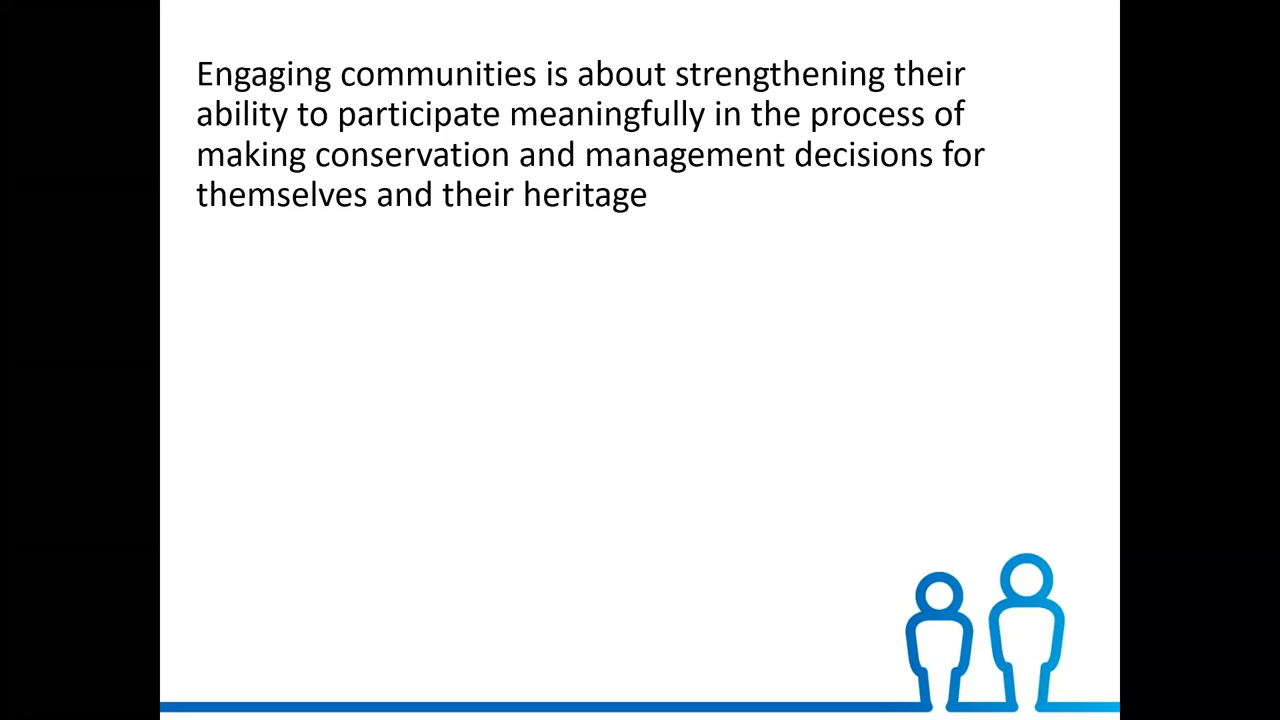 Engaging communities is about strengthening their
ability to participate meaningfully in the process of
making conservation and management decisions for
themselves and their heritage